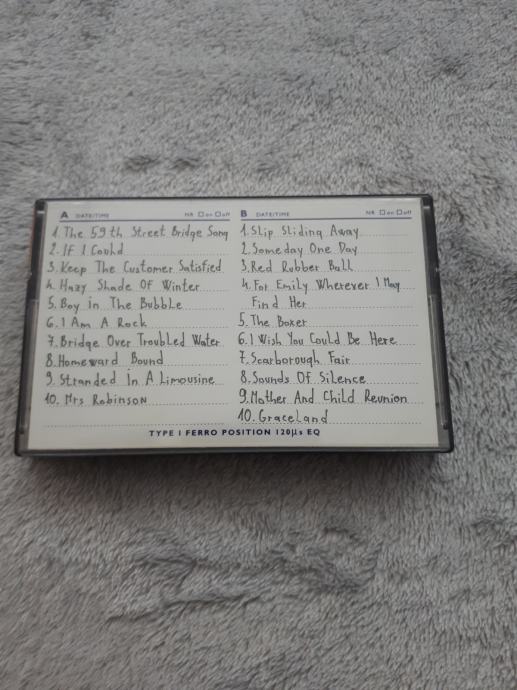 A DATE/TIME NR on off
1. The 59th Street Bridge Song
2. If I Could
3. Keep The Customer Satisfied
4. Hazy Shade Of Winter
5. Boy in The Bubble
6. I Am A Rock
7. Bridge Over Troubled Water
8. Homeward Bound
9. Stranded In A Limousine
10. Mrs Robinson
B DATE/TIME NR on off
1. Slip Sliding Away
2. Someday One Day
3. Red Rubber Ball
4. For Emily Wherever I May
Find Her
5. The Boxer
6. I Wish You Could Be Here
7. Scarborough Fair
8. Sounds Of Silence
9. Mother And Child Reunion
10. Graceland
TYPE I FERRO POSITION 120µs EQ